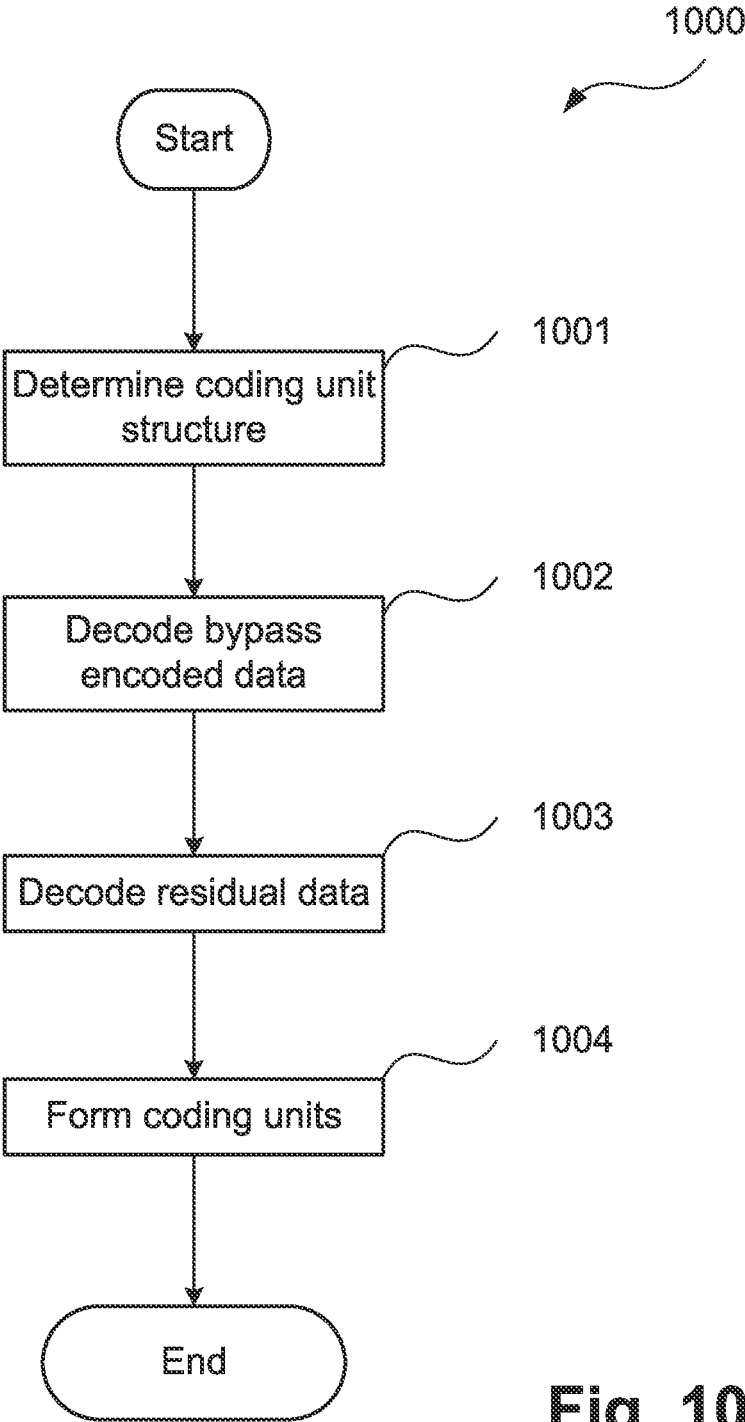 1000
Start
1001
Determine coding unit
structure
1002
Decode bypass
encoded data
1003
Decode residual data
1004
Form coding units
End
Fig. 10